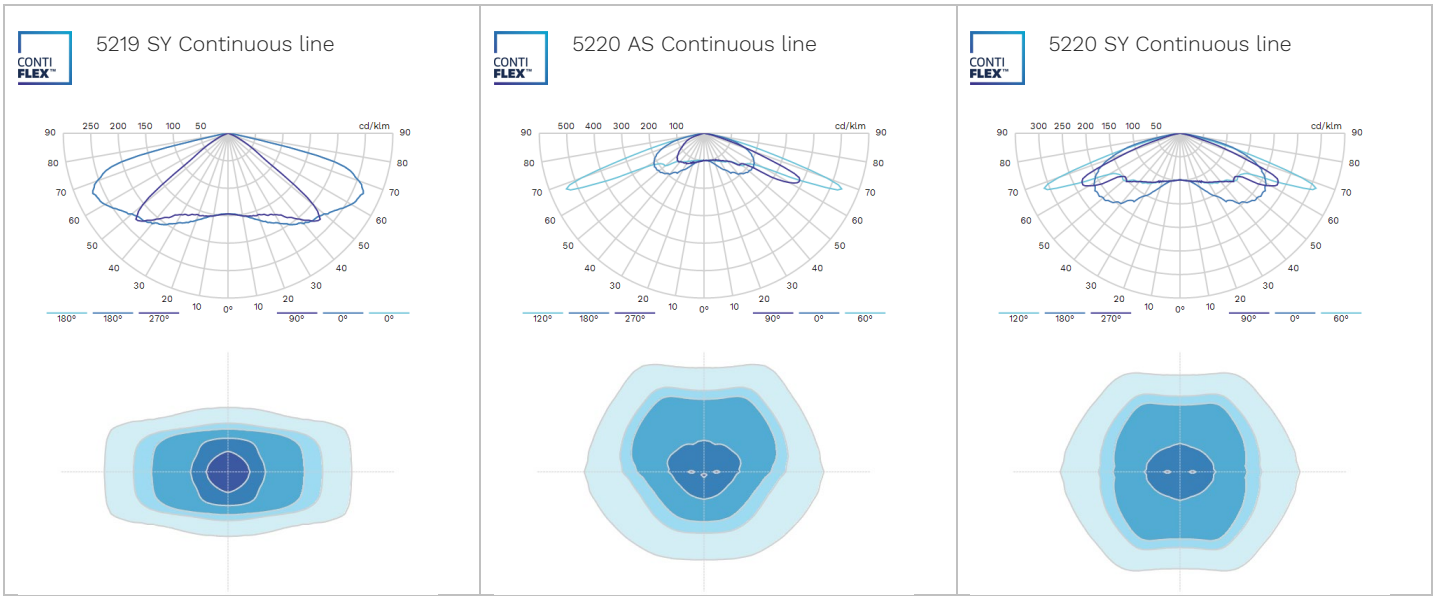 5219 SY Continuous line
CONTI
FLEX™
90 250 200 150 100 50 cd/klm 90
80 80
70 70
60 60
50 50
40 40
30 30
20 10 0° 10 20
180° 180° 270° 90° 0° 0°
5220 AS Continuous line
CONTI
FLEX™
90 500 400 300 200 100 cd/klm 90
80 80
70 70
60 60
50 50
40 40
30 30
20 10 0° 10 20
120° 180° 270° 90° 0° 60°
5220 SY Continuous line
CONTI
FLEX™
90 300 250 200 150 100 50 cd/klm 90
80 80
70 70
60 60
50 50
40 40
30 30
20 10 0° 10 20
120° 180° 270° 90° 0° 60°